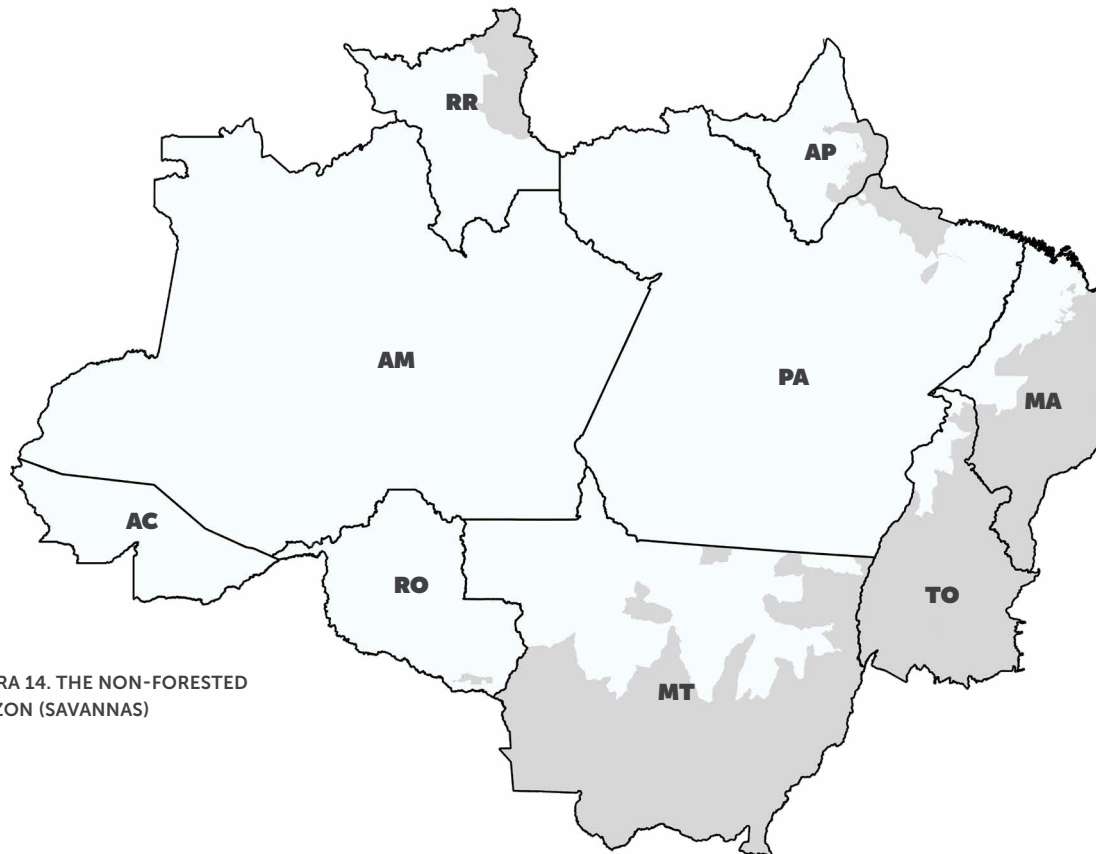 RR
AP
AM
PA
MA
AC
RO
TO
MT
RA 14. THE NON-FORESTED
ZON (SAVANNAS)